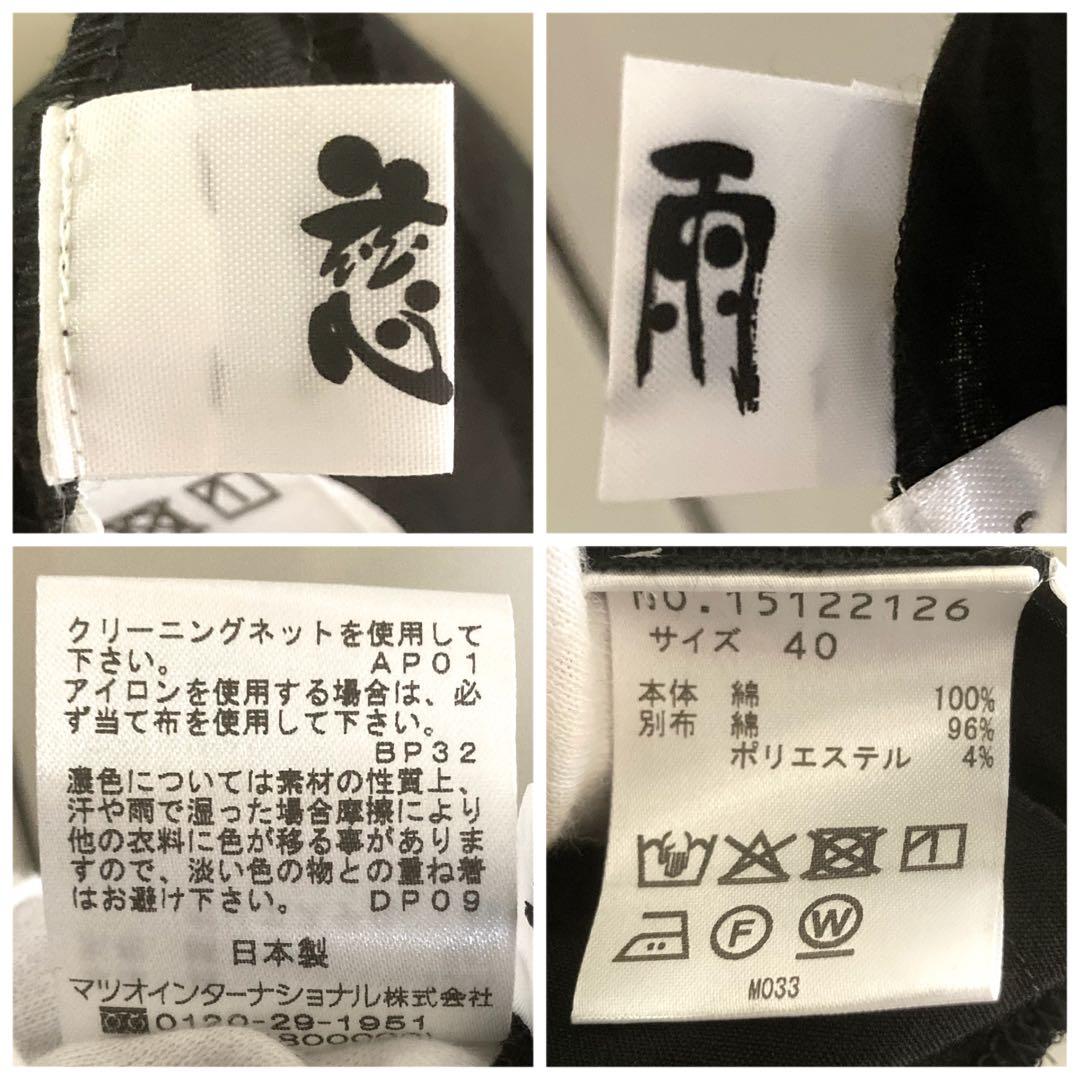 慈
雨
クリーニングネットを使用して
下さい。 AP01
アイロンを使用する場合は、必
ず当て布を使用して下さい。
BP32
濃色については素材の性質上、
汗や雨で湿った場合摩擦により
他の衣料に色が移る事がありま
すので、淡い色の物との重ね着
はお避け下さい。 DP09
日本製
マツオインターナショナル株式会社
0120-29-1951
NO.15122126
サイズ 40
本体 綿 100%
別布 綿 96%
ポリエステル 4%
F W
M033